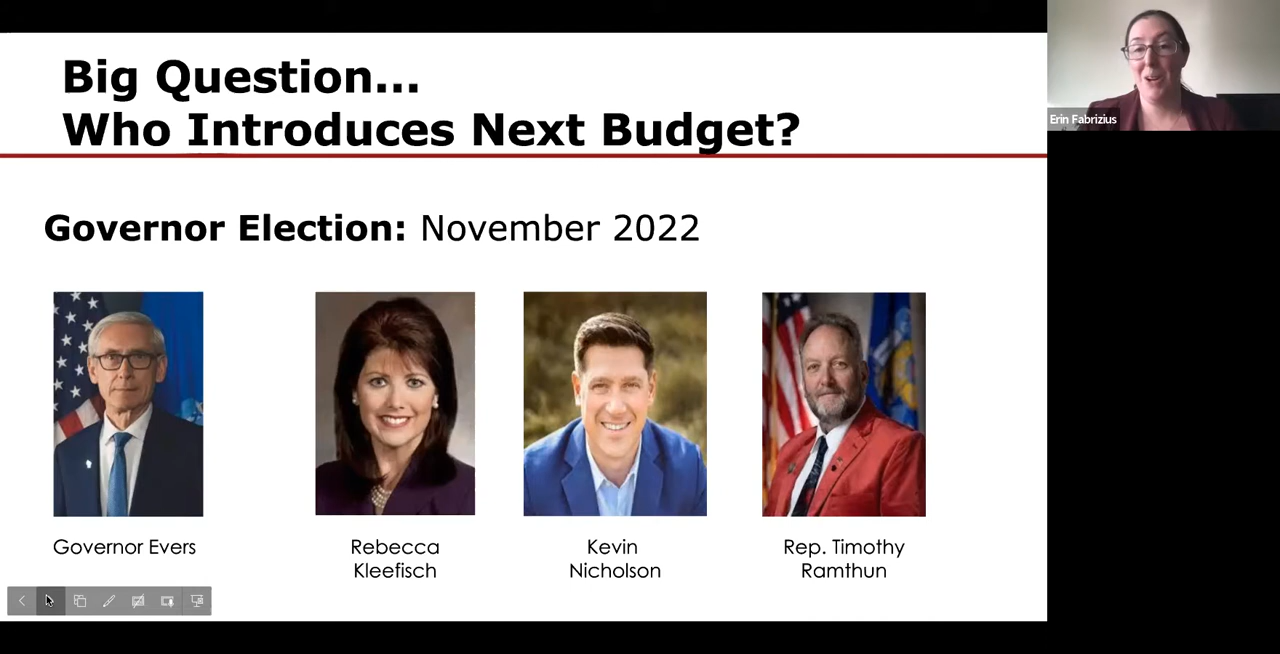 Big Question...
Who Introduces Next Budget?
Erin Fabrizius
Governor Election: November 2022
Governor Evers
Rebecca
Kleefisch
Kevin
Nicholson
Rep. Timothy
Ramthun